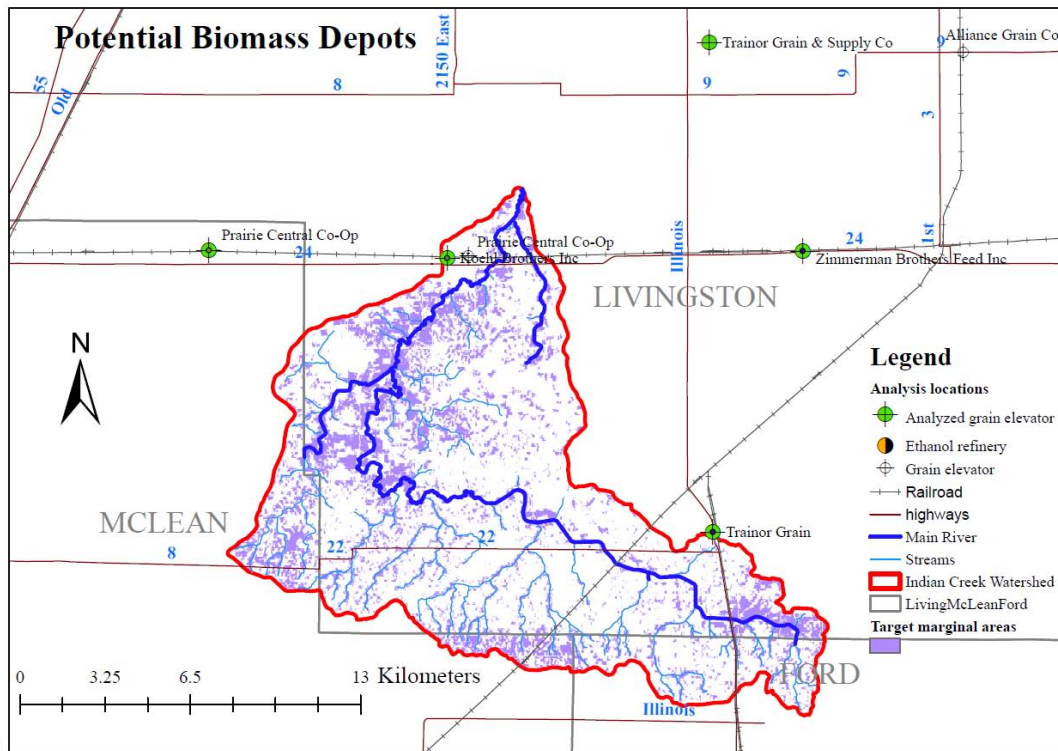 Potential Biomass Depots
55
Old
8
2150 East
Trainor Grain & Supply Co
9
9
Alliance Grain Co
9
3
Prairie Central Co-Op
24
Prairie Central Co-Op
Koehl Brothers Inc
Illinois
24
1st
Zimmerman Brothers Feed Inc
LIVINGSTON
N
MCLEAN
8
22
22
Trainor Grain
FORD
Illinois
0 3.25 6.5 13 Kilometers
Legend
Analysis locations
Analyzed grain elevator
Ethanol refinery
Grain elevator
Railroad
highways
Main River
Streams
Indian Creek Watershed
LivingMcLeanFord
Target marginal areas